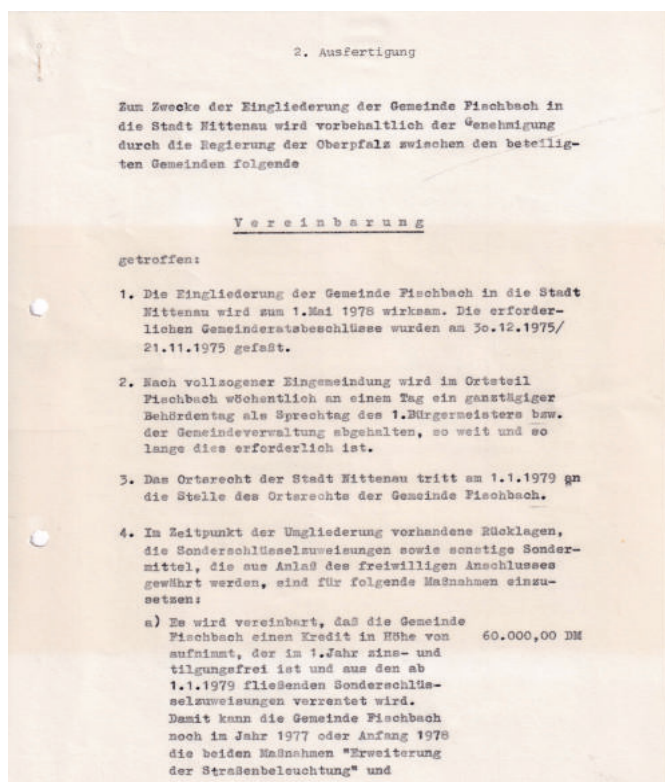 2. Ausfertigung
Zum Zwecke der Eingliederung der Gemeinde Fischbach in
die Stadt Nittenau wird vorbehaltlich der Genehmigung
durch die Regierung der Oberpfalz zwischen den beteilig-
ten Gemeinden folgende
V e r e i n b a r u n g
getroffen:
1. Die Eingliederung der Gemeinde Fischbach in die Stadt
Nittenau wird zum 1.Mai 1978 wirksam. Die erforder-
lichen Gemeinderatsbeschlüsse wurden am 3o.12.1975/
21.11.1975 gefaßt.
2. Nach vollzogener Eingemeindung wird im Ortsteil
Fischbach wöchentlich an einem Tag ein ganztägiger
Behördentag als Sprechtag des 1.Bürgermeisters bzw.
der Gemeindeverwaltung abgehalten, so weit und so
lange dies erforderlich ist.
3. Das Ortsrecht der Stadt Nittenau tritt am 1.1.1979 an
die Stelle des Ortsrechts der Gemeinde Fischbach.
4. Im Zeitpunkt der Umgliederung vorhandene Rücklagen,
die Sonderschlüsselzuweisungen sowie sonstige Sonder-
mittel, die aus Anlaß des freiwilligen Anschlusses
gewährt werden, sind für folgende Maßnahmen einzu-
setzen:
a) Es wird vereinbart, daß die Gemeinde
Fischbach einen Kredit in Höhe von 60.000,00 DM
aufnimmt, der im 1.Jahr zins- und
tilgungsfrei ist und aus den ab
1.1.1979 fließenden Sonderschlüs-
selzuweisungen verrentet wird.
Damit kann die Gemeinde Fischbach
noch im Jahr 1977 oder Anfang 1978
die beiden Maßnahmen "Erweiterung
der Straßenbeleuchtung" und